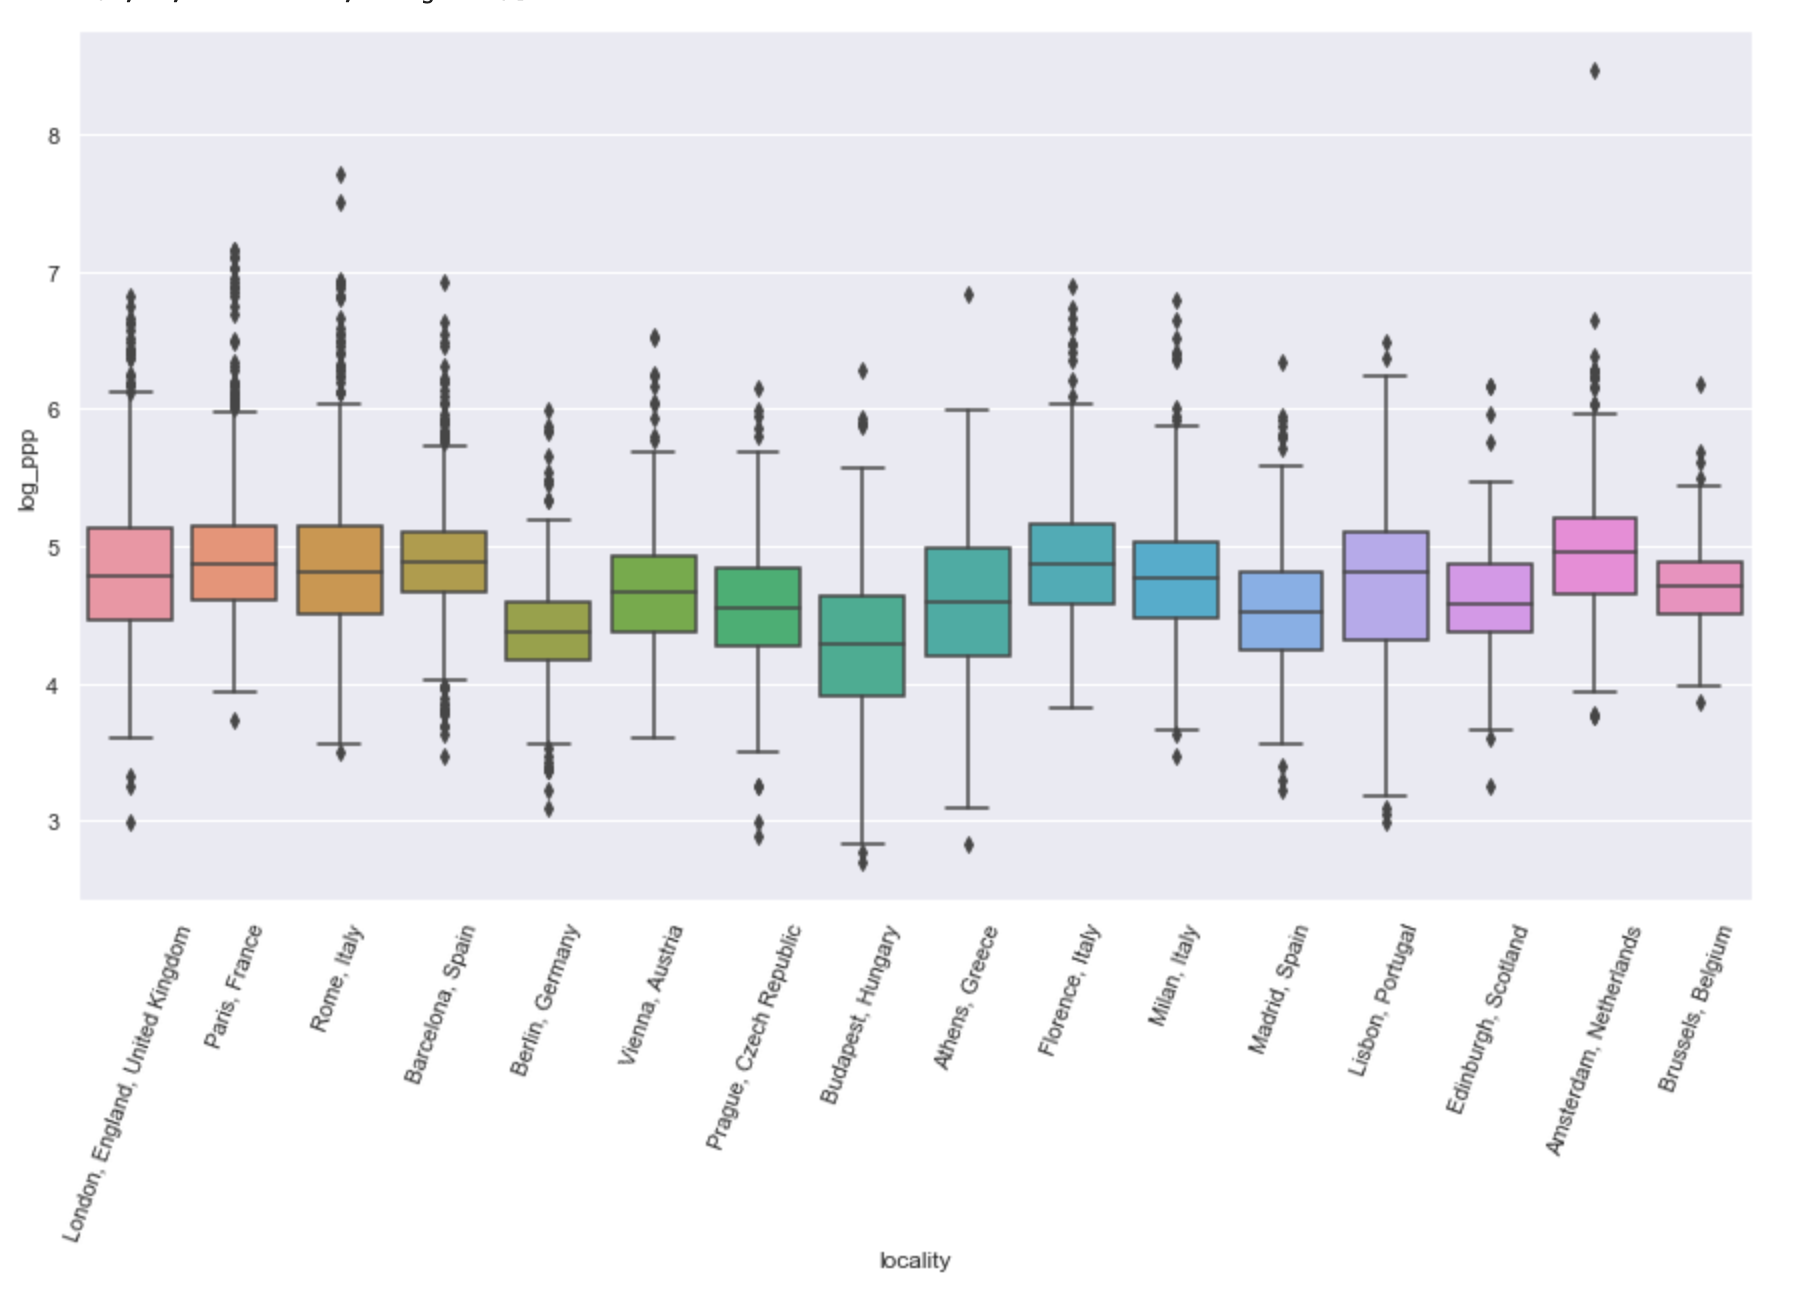 8
7
6
5
4
3
log_ppp
London, England, United Kingdom
Paris, France
Rome, Italy
Barcelona, Spain
Berlin, Germany
Vienna, Austria
Prague, Czech Republic
Budapest, Hungary
Athens, Greece
Florence, Italy
Milan, Italy
Madrid, Spain
Lisbon, Portugal
Edinburgh, Scotland
Amsterdam, Netherlands
Brussels, Belgium
locality